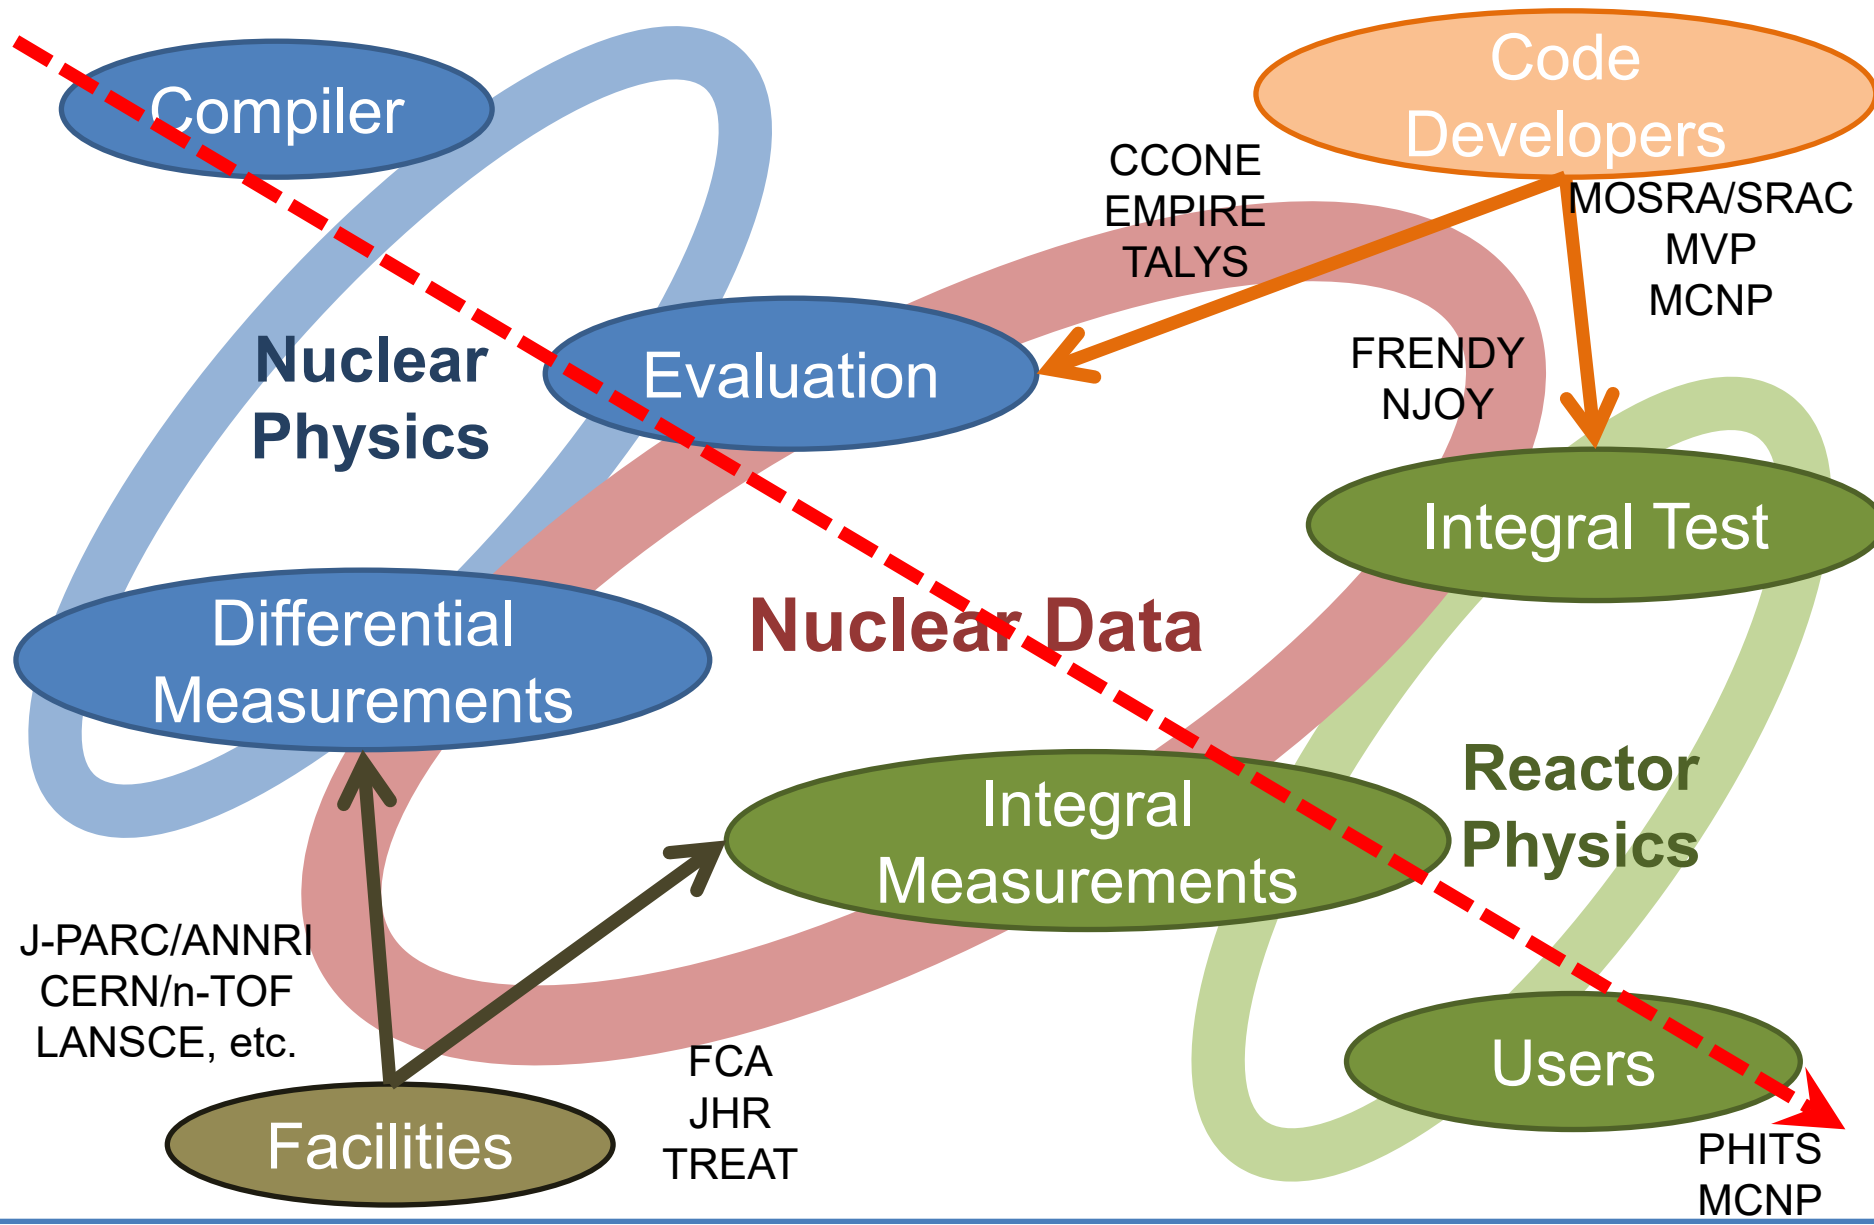 Compiler
Code
Developers
CCONE
EMPIRE
TALYS
MOSRA/SRAC
MVP
MCNP
Nuclear
Physics
Evaluation
FRENDY
NJOY
Integral Test
Differential
Measurements
Nuclear Data
Integral
Measurements
Reactor
Physics
J-PARC/ANNRI
CERN/n-TOF
LANSCE, etc.
FCA
JHR
TREAT
Facilities
Users
PHITS
MCNP